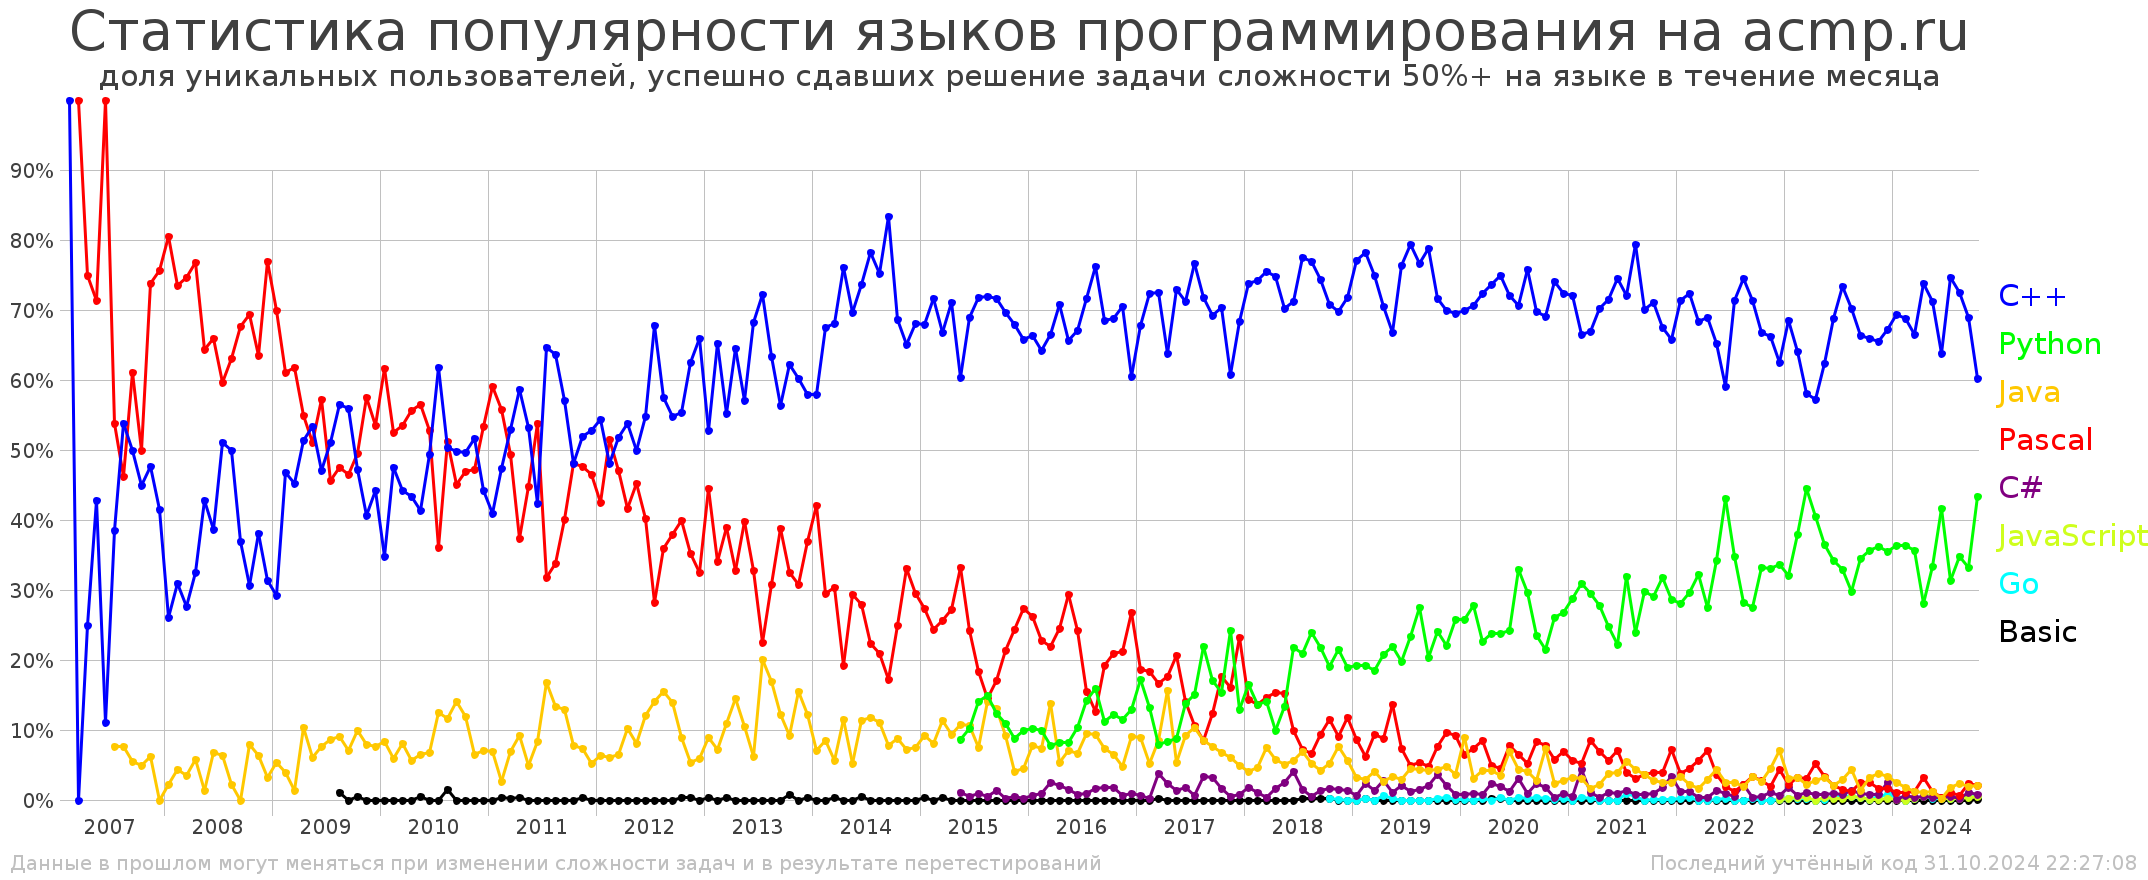 Статистика популярности языков программирования на acmp.ru
доля уникальных пользователей, успешно сдавших решение задачи сложности 50%+ на языке в течение месяца
90%
80%
70%
60%
50%
40%
30%
20%
10%
0%
2007 2008 2009 2010 2011 2012 2013 2014 2015 2016 2017 2018 2019 2020 2021 2022 2023 2024
C++
Python
Java
Pascal
C#
JavaScript
Go
Basic
Данные в прошлом могут меняться при изменении сложности задач и в результате перетестирований
Последний учтённый код 31.10.2024 22:27:08